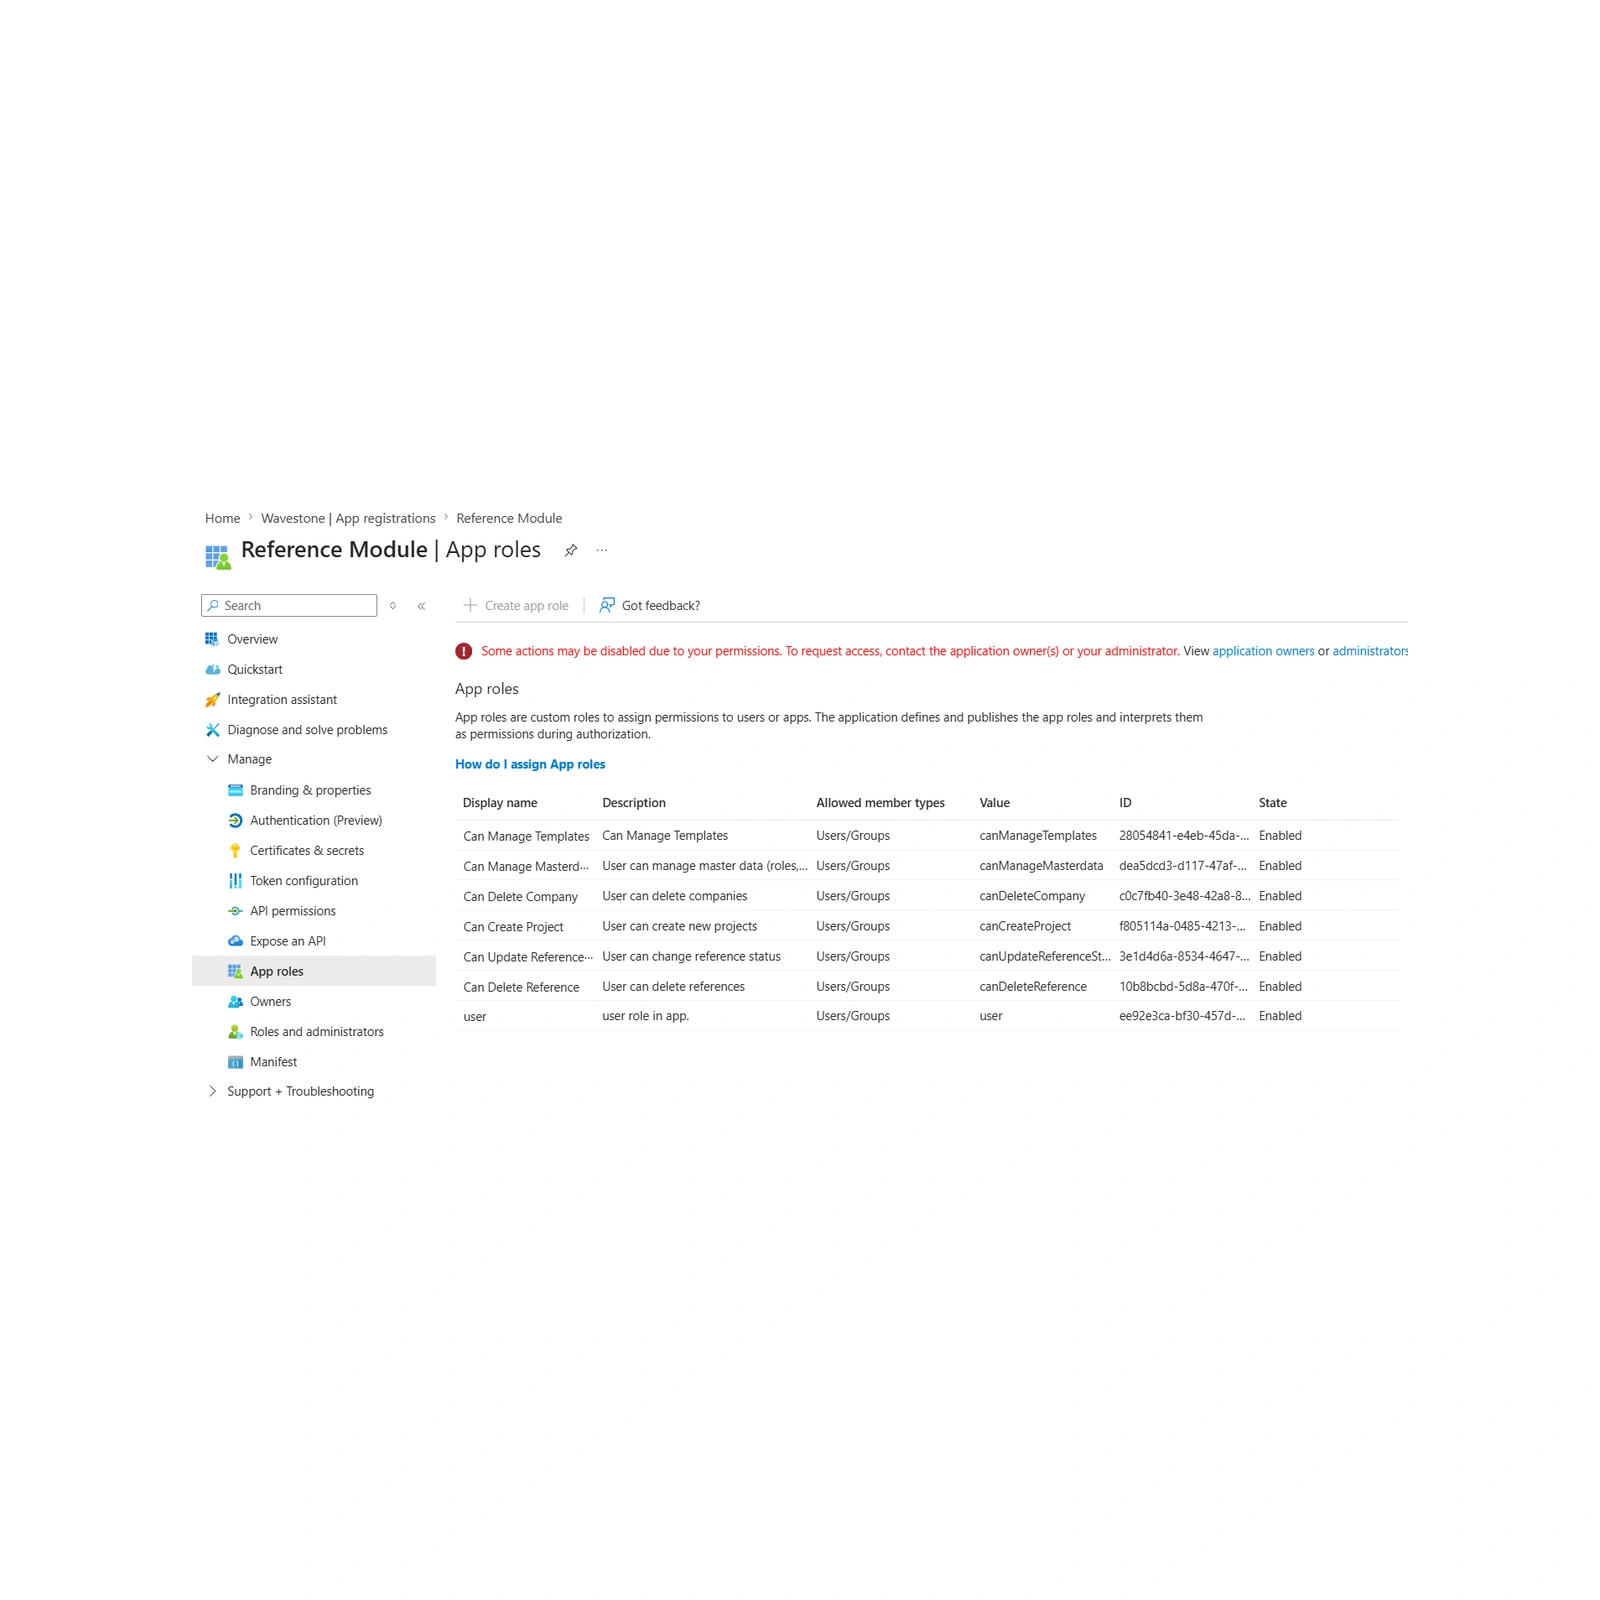 Home > Wavestone | App registrations > Reference Module
Reference Module | App roles ...
Search
Overview
Quickstart
Integration assistant
Diagnose and solve problems
Manage
Branding & properties
Authentication (Preview)
Certificates & secrets
Token configuration
API permissions
Expose an API
App roles
Owners
Roles and administrators
Manifest
Support + Troubleshooting
Create app role | Got feedback?
Some actions may be disabled due to your permissions. To request access, contact the application owner(s) or your administrator. View application owners or administrators
App roles
App roles are custom roles to assign permissions to users or apps. The application defines and publishes the app roles and interprets them
as permissions during authorization.
How do I assign App roles
Display name Description Allowed member types Value ID State
Can Manage Templates Can Manage Templates Users/Groups canManageTemplates 28054841-e4eb-45da-... Enabled
Can Manage Masterd... User can manage master data (roles,... Users/Groups canManageMasterdata dea5dcd3-d117-47af-... Enabled
Can Delete Company User can delete companies Users/Groups canDeleteCompany c0c7fb40-3e48-42a8-8... Enabled
Can Create Project User can create new projects Users/Groups canCreateProject f805114a-0485-4213-... Enabled
Can Update Reference... User can change reference status Users/Groups canUpdateReferenceSt... 3e1d4d6a-8534-4647-... Enabled
Can Delete Reference User can delete references Users/Groups canDeleteReference 10b8bcbd-5d8a-470f-... Enabled
user user role in app. Users/Groups user ee92e3ca-bf30-457d-... Enabled